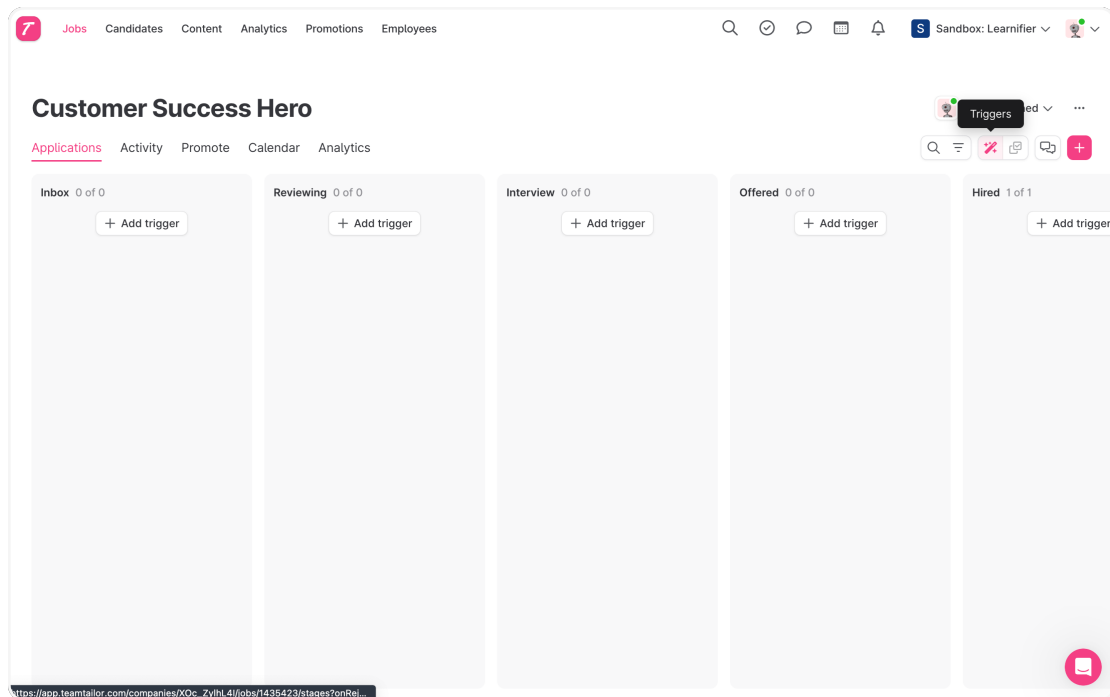 Jobs Candidates Content Analytics Promotions Employees S Sandbox: Learnifier
Customer Success Hero
Triggers
Applications Activity Promote Calendar Analytics
Inbox 0 of 0 Reviewing 0 of 0 Interview 0 of 0 Offered 0 of 0 Hired 1 of 1
+ Add trigger + Add trigger + Add trigger + Add trigger + Add trigger